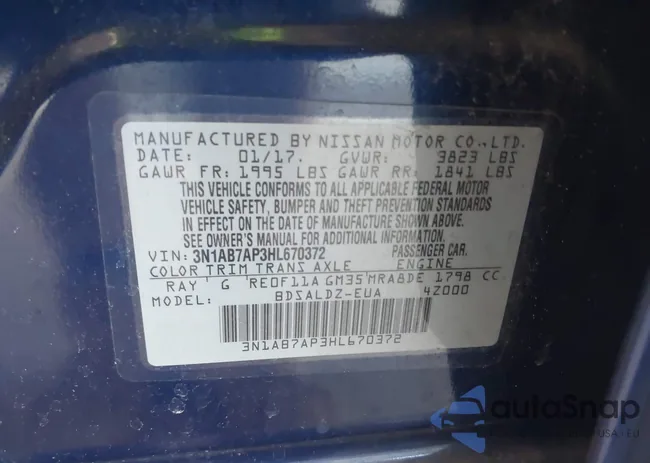 MANUFACTURED BY NISSAN MOTOR CO., LTD.
DATE: 01/17. GVWR: 3823 LBS
GAWR FR: 1995 LBS GAWR RR: 1841 LBS
THIS VEHICLE CONFORMS TO ALL APPLICABLE FEDERAL MOTOR
VEHICLE SAFETY, BUMPER AND THEFT PREVENTION STANDARDS
IN EFFECT ON THE DATE OF MANUFACTURE SHOWN ABOVE.
SEE OWNER'S MANUAL FOR ADDITIONAL INFORMATION.
VIN: 3N1AB7AP3HL670372 PASSENGER CAR.
COLOR TRIM TRANS AXLE ENGINE
RAY' G RE0F11A GM35'MRA8DE 1798 CC
MODEL: BDSALDZ-EUA 4Z000
3N1AB7AP3HL670372
autoSnap
USA-EU